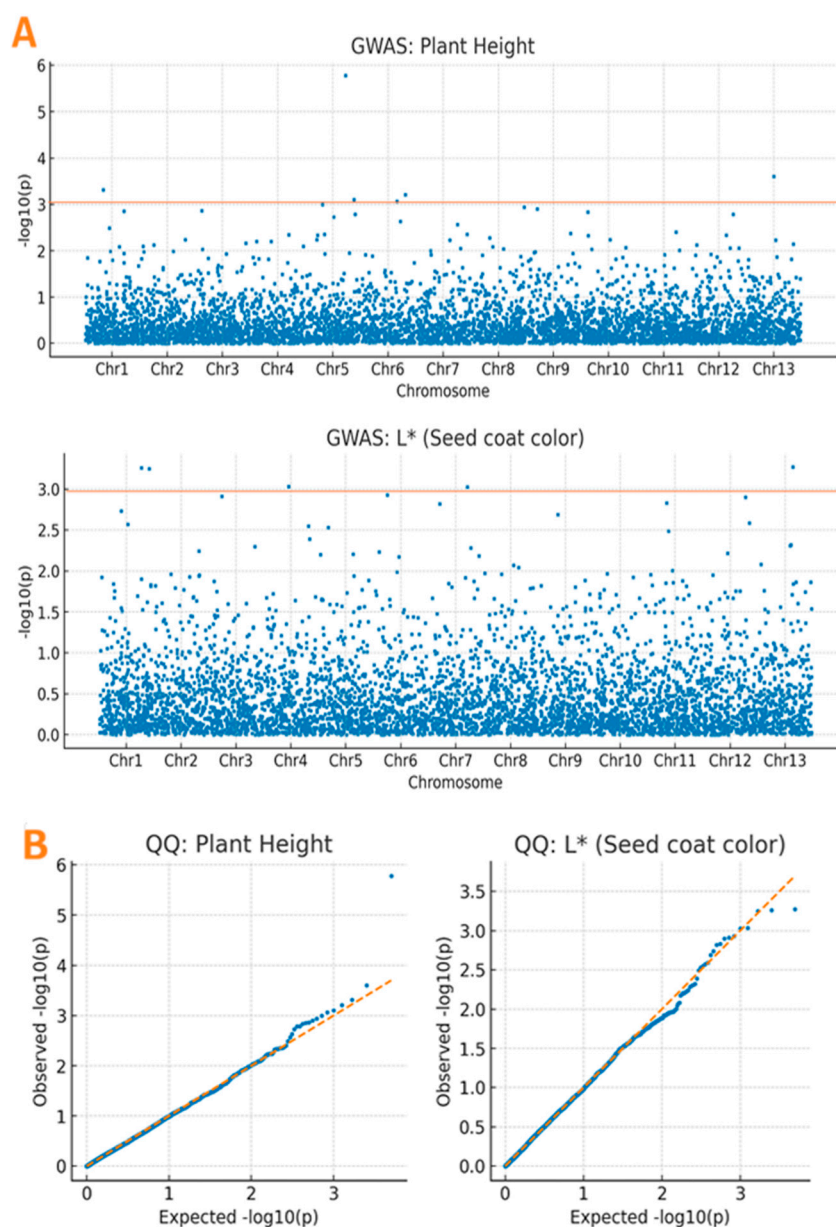 A
GWAS: Plant Height
6
5
4
3
2
1
0
-log10(p)
Chr1 Chr2 Chr3 Chr4 Chr5 Chr6 Chr7 Chr8 Chr9 Chr10 Chr11 Chr12 Chr13
Chromosome
GWAS: L* (Seed coat color)
3.0
2.5
2.0
1.5
1.0
0.5
0.0
-log10(p)
Chr1 Chr2 Chr3 Chr4 Chr5 Chr6 Chr7 Chr8 Chr9 Chr10 Chr11 Chr12 Chr13
Chromosome
B
QQ: Plant Height
6
5
4
3
2
1
0
Observed -log10(p)
0 1 2 3
Expected -log10(p)
QQ: L* (Seed coat color)
3.5
3.0
2.5
2.0
1.5
1.0
0.5
0.0
Observed -log10(p)
0 1 2 3
Expected -log10(p)